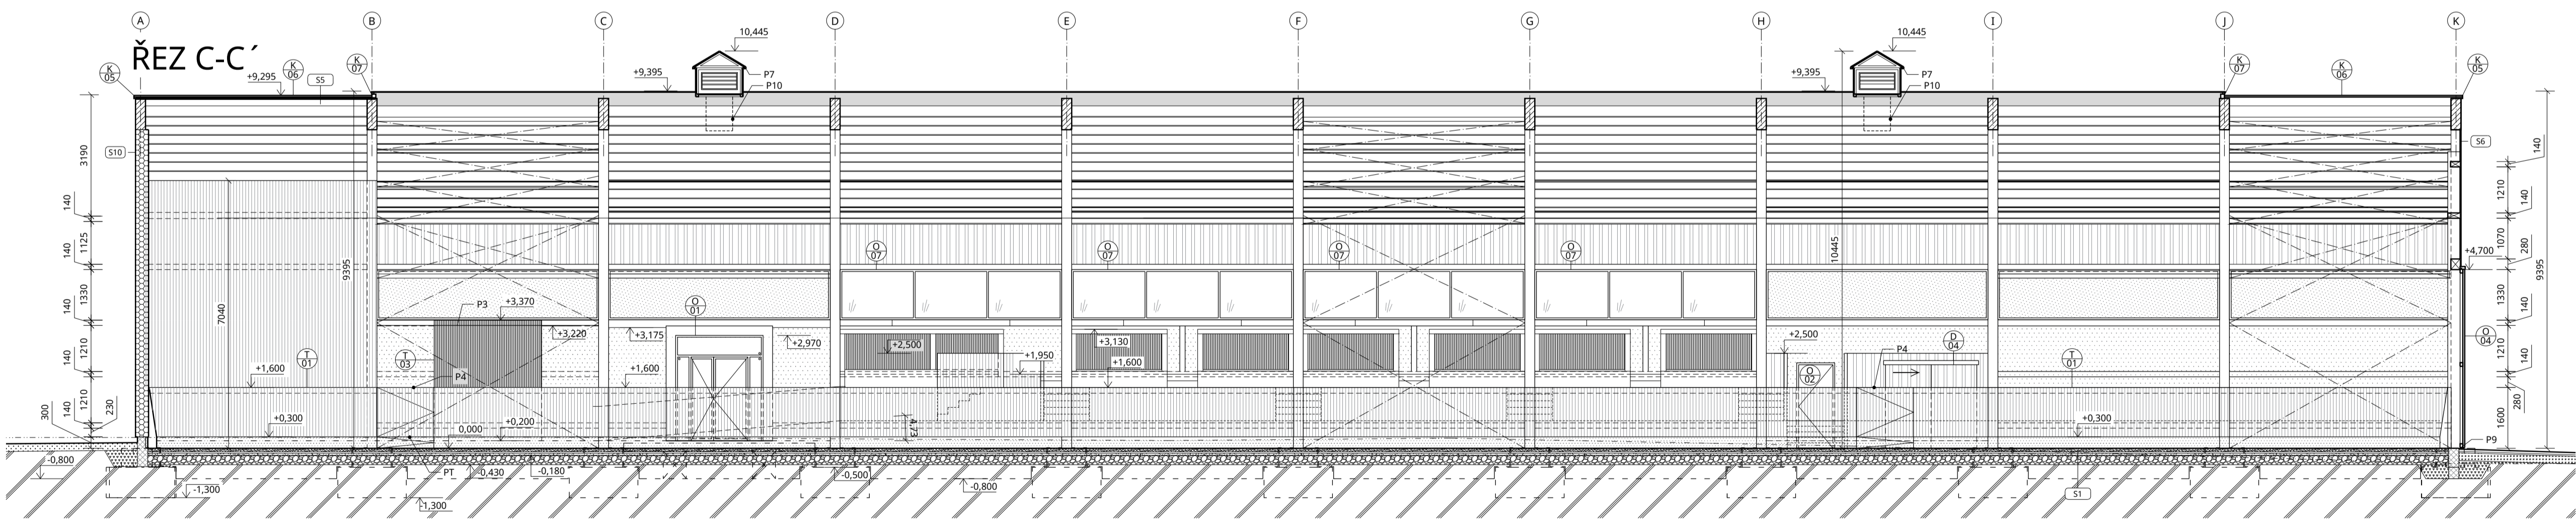 A B C D E F G H I J K
ŘEZ C-C´
10,445 10,445
K 05
+9,295
K 06
S5
K 07
+9,395
P7
P10
+9,395
P7
P10
K 07
K 06
K 05
S10
3190
S6
140
140
1210
140
140
1125
9395
10445
1070
280
+4,700
9395
140
1330
7040
O 07
O 07
O 07
O 07
1330
140
140
1210
P3
+3,370
+3,220
+3,175
O 01
+2,970
+2,500
+1,950
+3,130
+1,600
+2,500
D 04
P4
T 01
O 04
1210
140
T 01
T 03
P4
+1,600
+1,600
O 02
140
1210
140
300
230
+0,300
0,000
+0,200
4,73
+0,300
280
1600
P9
-0,800
-1,300
PT
-0,430
-0,180
-1,300
-0,500
-0,800
S1